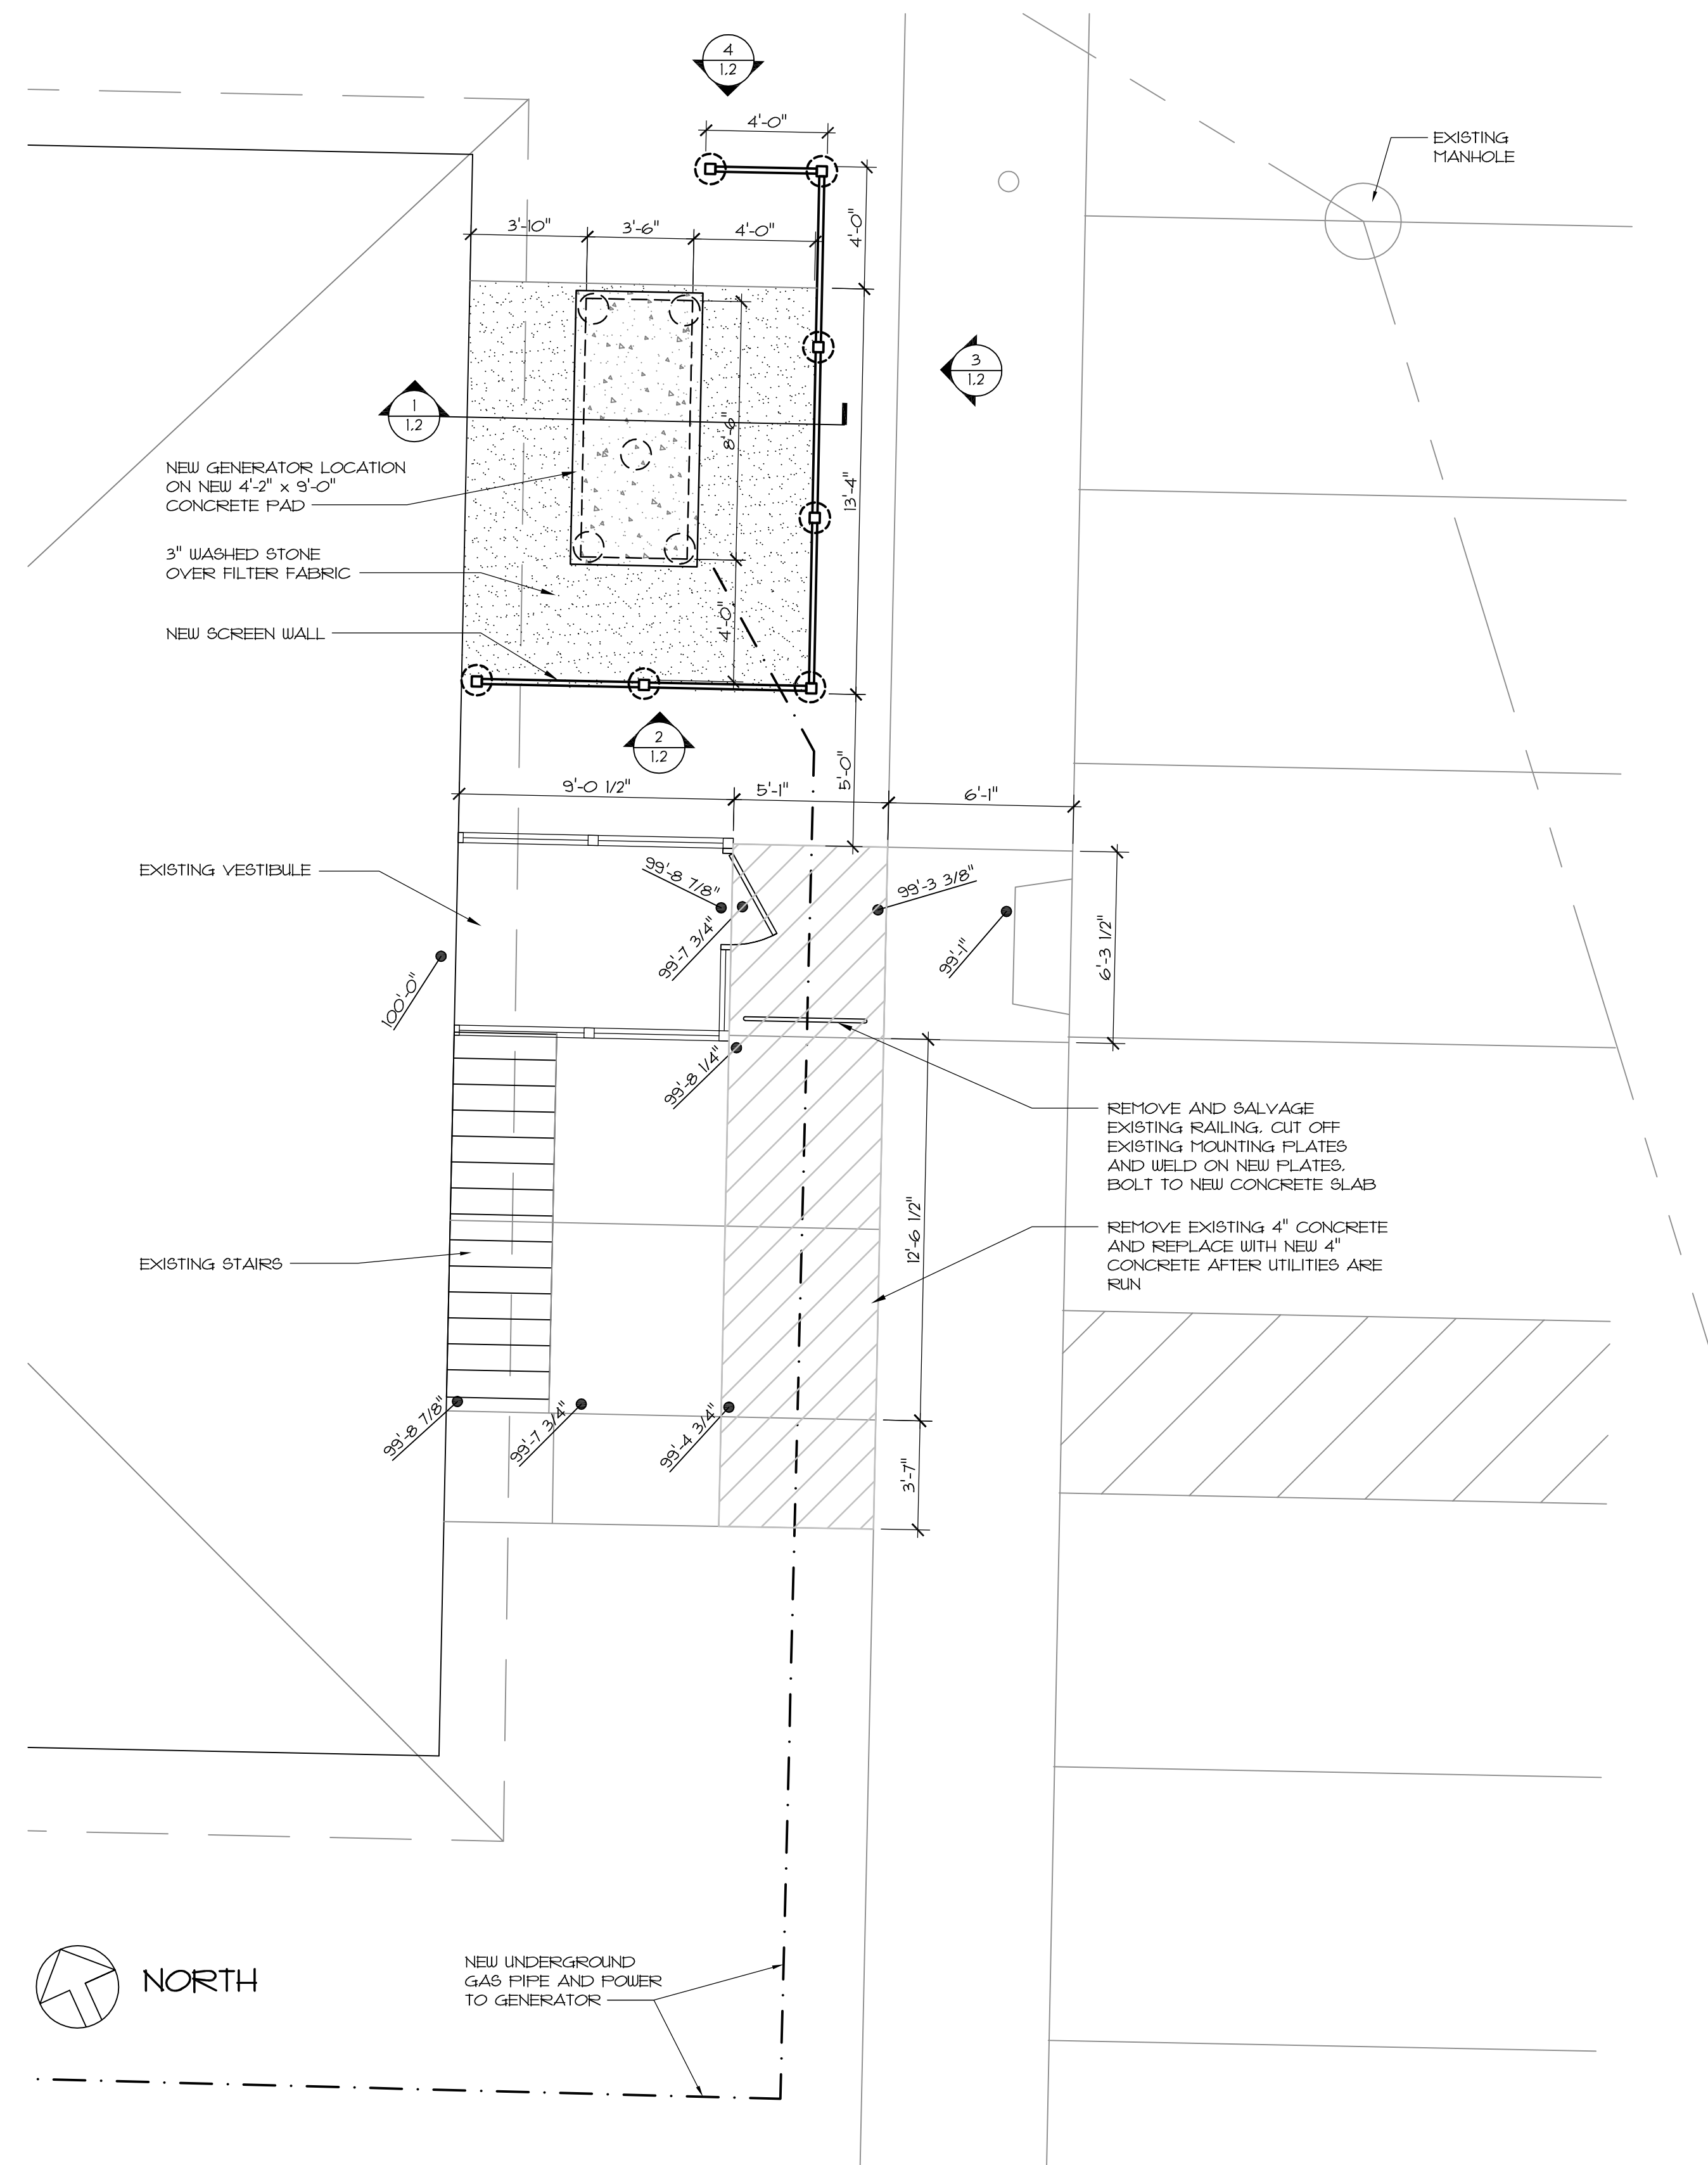 4
1.2
4'-0"
EXISTING
MANHOLE
3'-10"
3'-6"
4'-0"
4'-0"
3
1.2
1
1.2
8'-6"
13'-4"
NEW GENERATOR LOCATION
ON NEW 4'-2" x 9'-0"
CONCRETE PAD
3" WASHED STONE
OVER FILTER FABRIC
4'-0"
NEW SCREEN WALL
2
1.2
5'-0"
9'-0 1/2"
5'-1"
6'-1"
EXISTING VESTIBULE
99'-8 7/8"
99'-7 3/4"
99'-3 3/8"
99'-1"
6'-3 1/2"
100'-0"
99'-8 1/4"
REMOVE AND SALVAGE
EXISTING RAILING. CUT OFF
EXISTING MOUNTING PLATES
AND WELD ON NEW PLATES.
BOLT TO NEW CONCRETE SLAB
12'-6 1/2"
REMOVE EXISTING 4" CONCRETE
AND REPLACE WITH NEW 4"
CONCRETE AFTER UTILITIES ARE
RUN
EXISTING STAIRS
99'-8 7/8"
99'-7 3/4"
99'-4 3/4"
3'-7"
NORTH
NEW UNDERGROUND
GAS PIPE AND POWER
TO GENERATOR